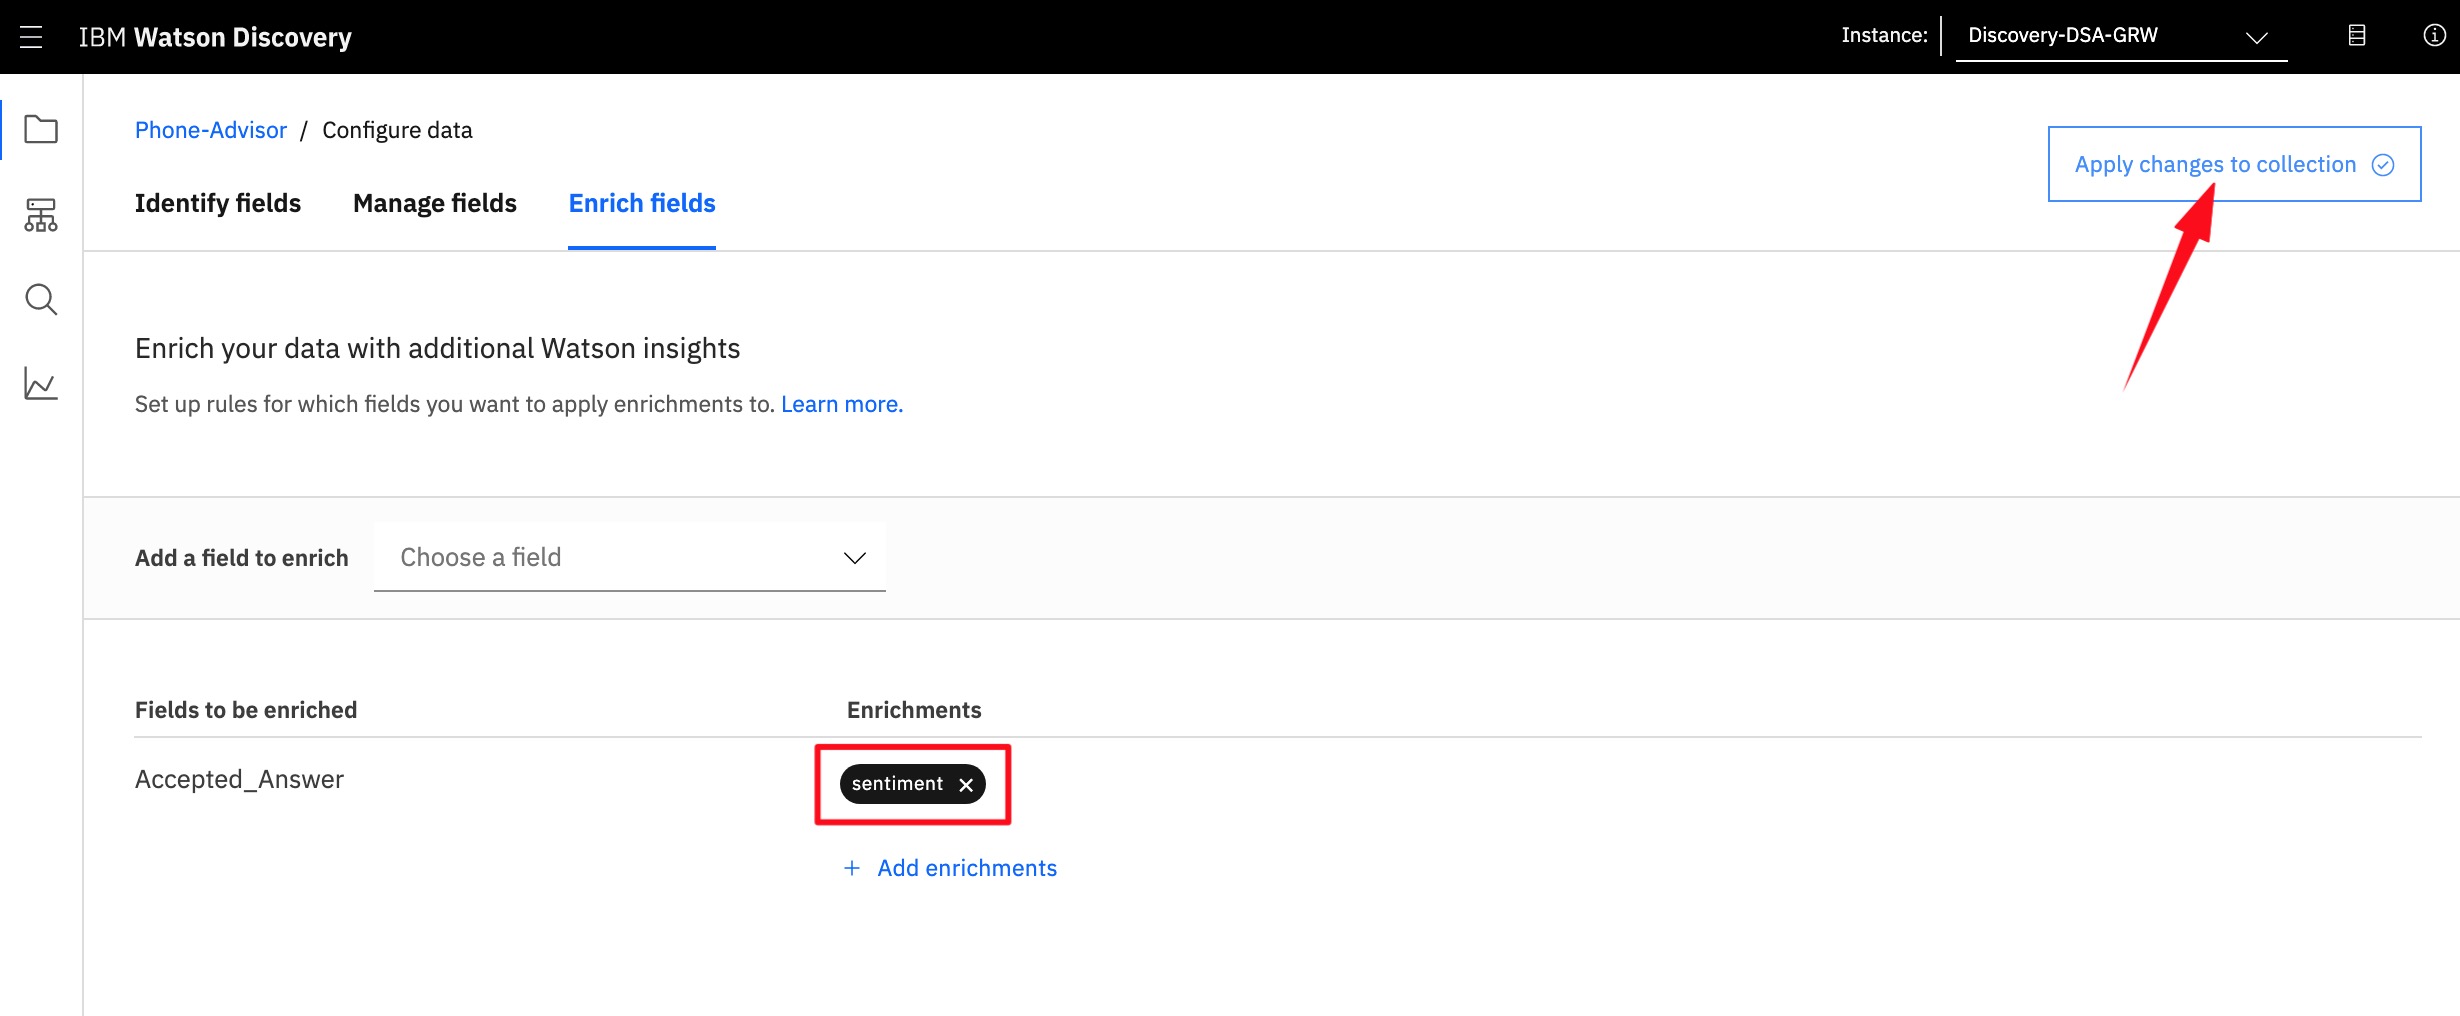 IBM Watson Discovery
Instance: Discovery-DSA-GRW
Phone-Advisor / Configure data
Apply changes to collection
Identify fields Manage fields Enrich fields
Enrich your data with additional Watson insights
Set up rules for which fields you want to apply enrichments to. Learn more.
Add a field to enrich Choose a field
Fields to be enriched Enrichments
Accepted_Answer sentiment ×
+ Add enrichments